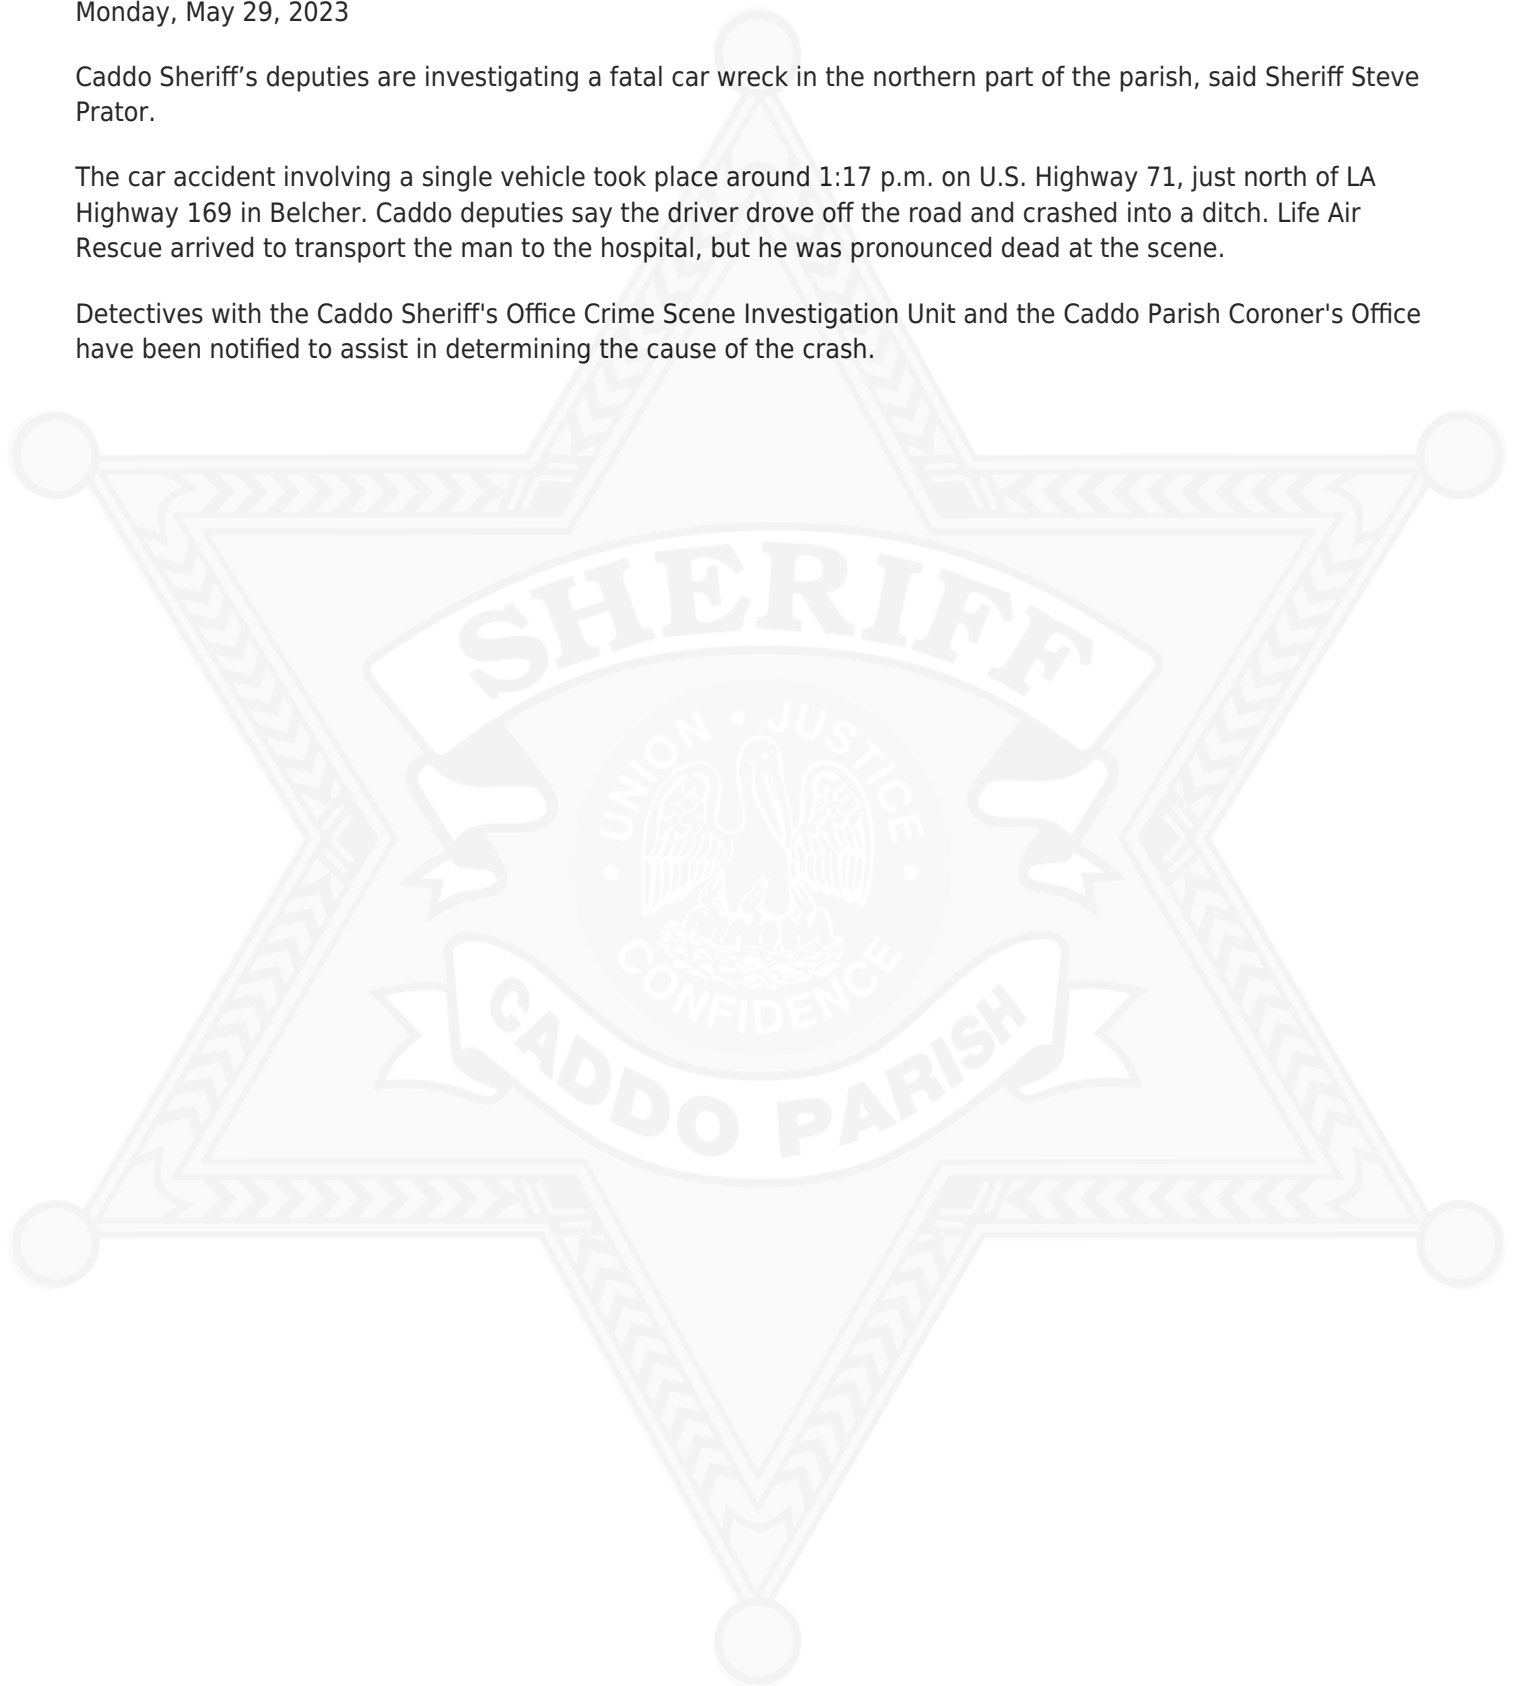 Monday, May 29, 2023
Caddo Sheriff’s deputies are investigating a fatal car wreck in the northern part of the parish, said Sheriff Steve
Prator.
The car accident involving a single vehicle took place around 1:17 p.m. on U.S. Highway 71, just north of LA
Highway 169 in Belcher. Caddo deputies say the driver drove off the road and crashed into a ditch. Life Air
Rescue arrived to transport the man to the hospital, but he was pronounced dead at the scene.
Detectives with the Caddo Sheriff's Office Crime Scene Investigation Unit and the Caddo Parish Coroner's Office
have been notified to assist in determining the cause of the crash.
SHERIFF
UNION • JUSTICE
• CONFIDENCE •
CADDO PARISH